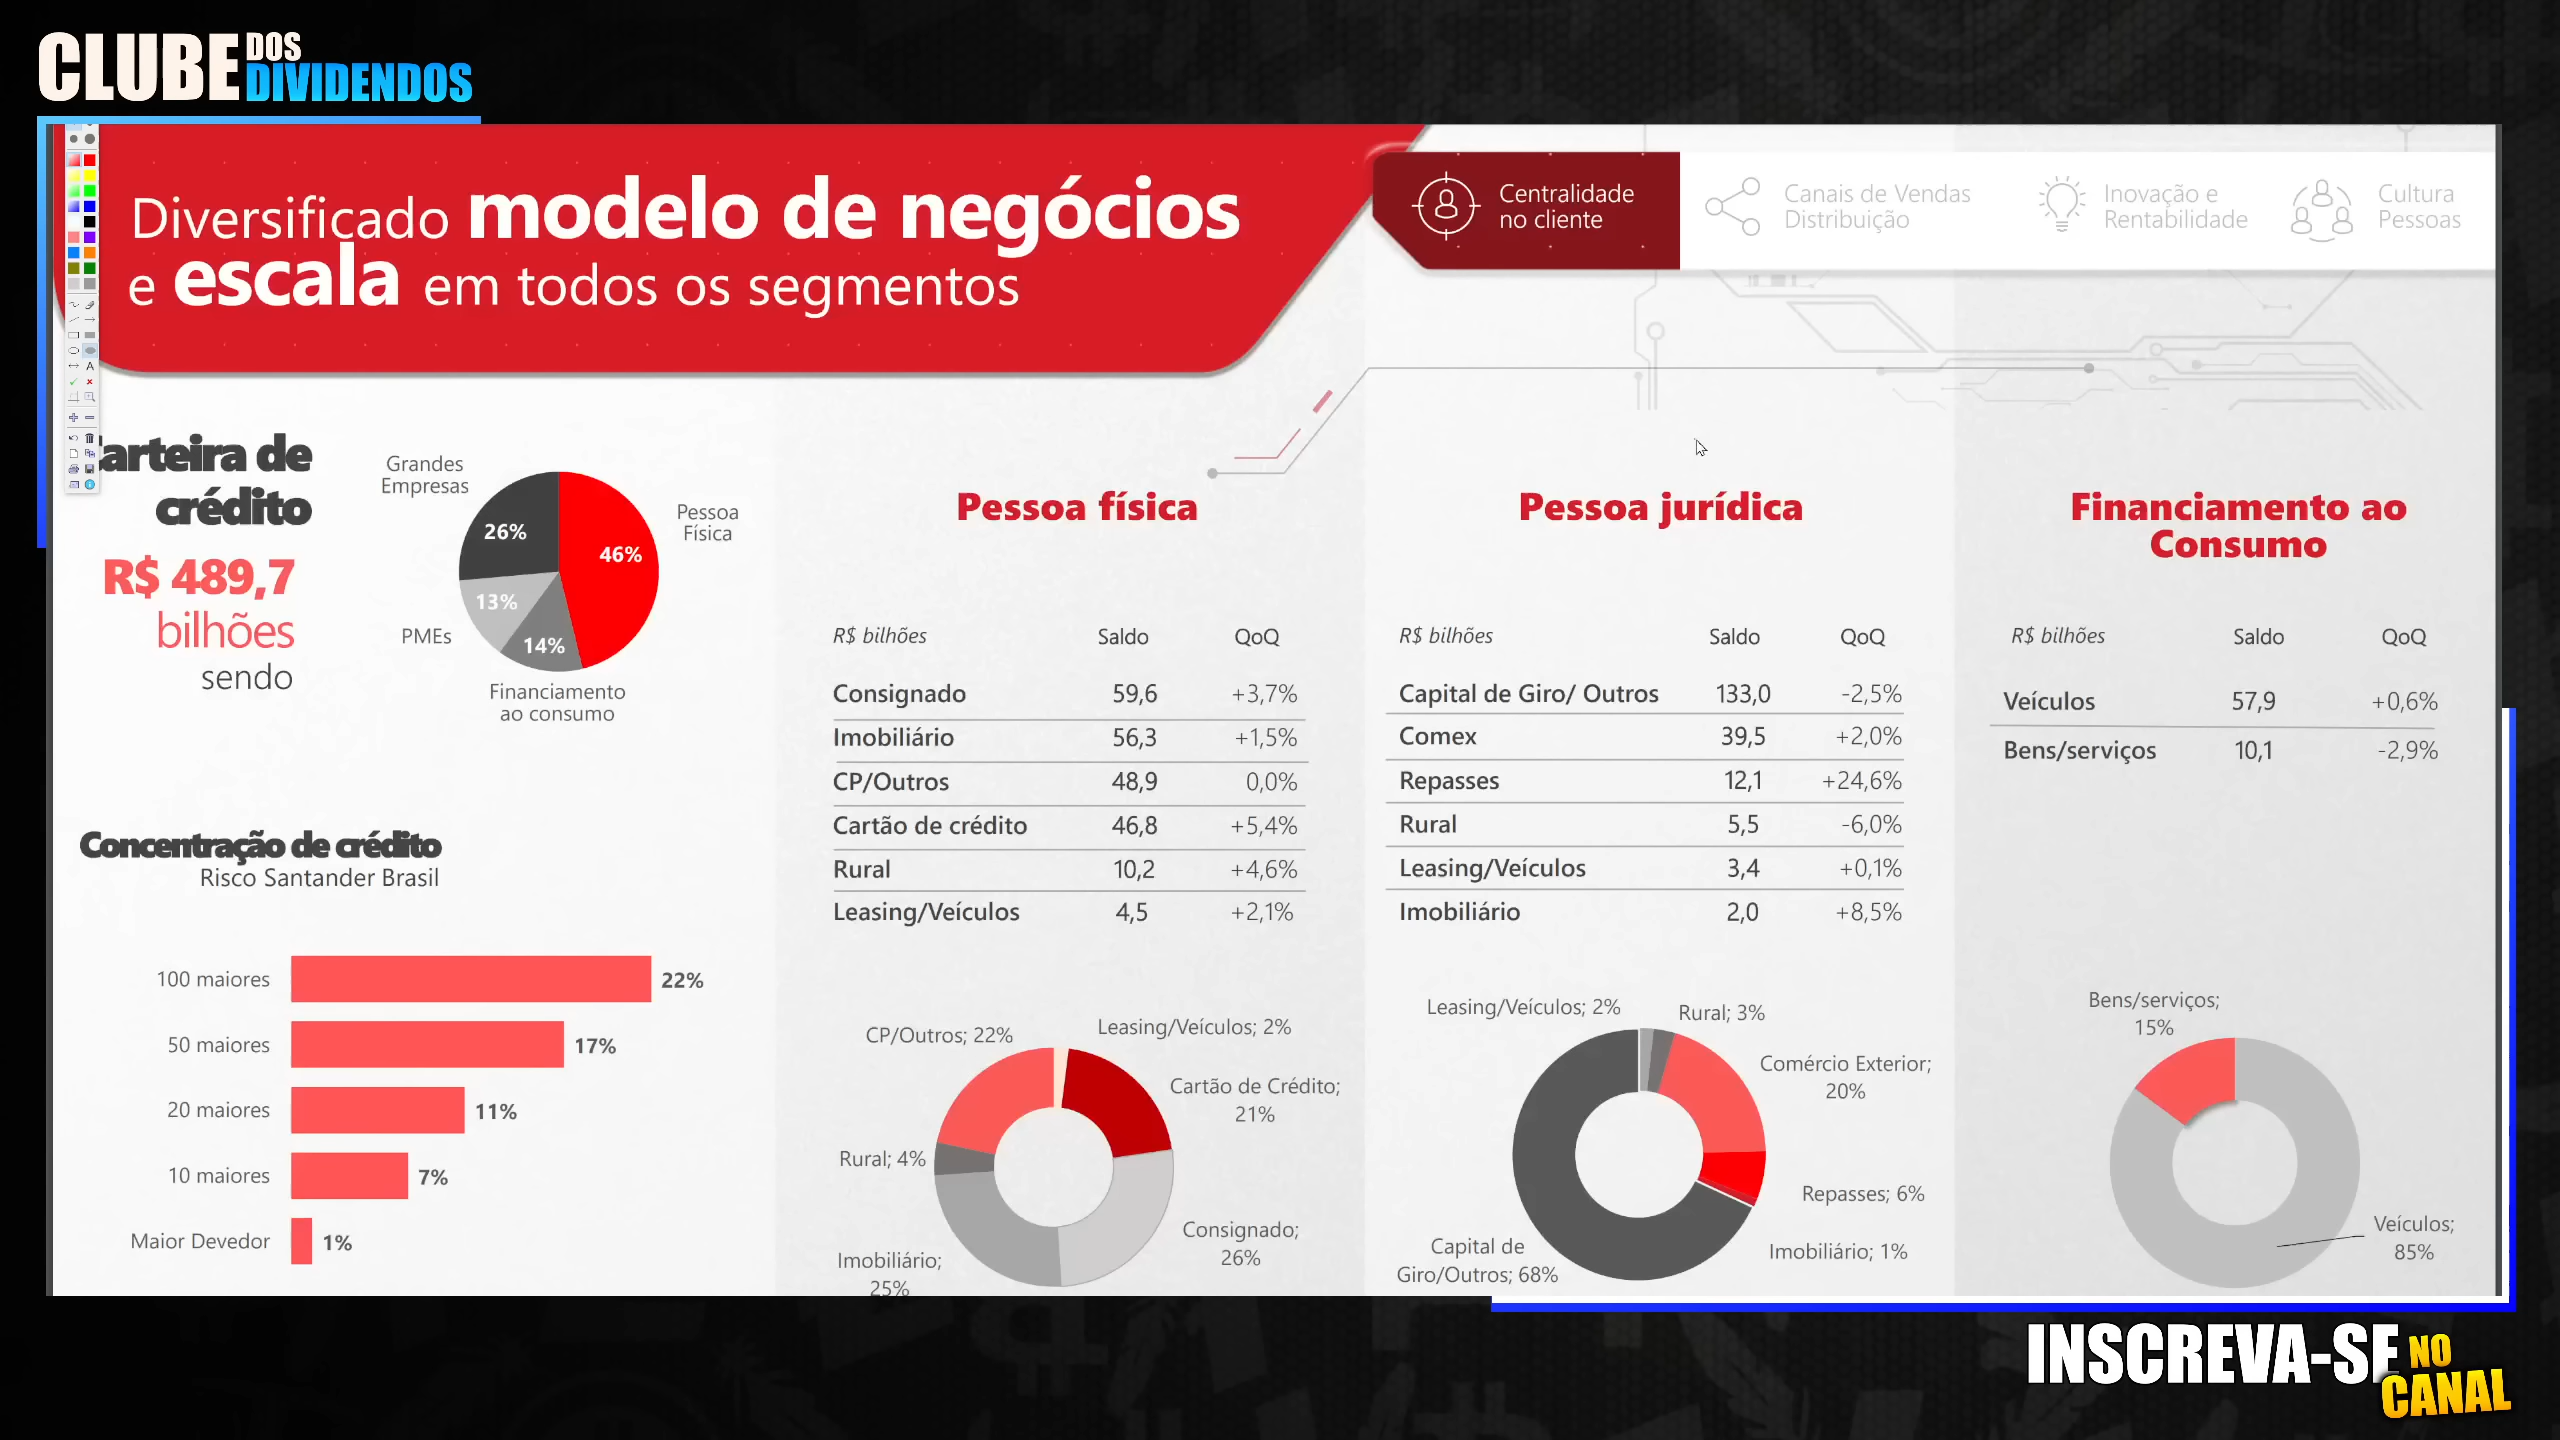 CLUBE DOS
DIVIDENDOS
Diversificado modelo de negócios
e escala em todos os segmentos
Centralidade
no cliente
Canais de Vendas
Distribuição
Inovação e
Rentabilidade
Cultura
Pessoas
arteira de
crédito
R$ 489,7
bilhões
sendo
Grandes
Empresas
26%
46%
Pessoa
Física
13%
PMEs
14%
Financiamento
ao consumo
Concentração de crédito
Risco Santander Brasil
100 maiores 22%
50 maiores 17%
20 maiores 11%
10 maiores 7%
Maior Devedor 1%
Pessoa física
R$ bilhões Saldo QoQ
Consignado 59,6 +3,7%
Imobiliário 56,3 +1,5%
CP/Outros 48,9 0,0%
Cartão de crédito 46,8 +5,4%
Rural 10,2 +4,6%
Leasing/Veículos 4,5 +2,1%
CP/Outros; 22%
Leasing/Veículos; 2%
Cartão de Crédito;
21%
Rural; 4%
Consignado;
26%
Imobiliário;
25%
Pessoa jurídica
R$ bilhões Saldo QoQ
Capital de Giro/ Outros 133,0 -2,5%
Comex 39,5 +2,0%
Repasses 12,1 +24,6%
Rural 5,5 -6,0%
Leasing/Veículos 3,4 +0,1%
Imobiliário 2,0 +8,5%
Leasing/Veículos; 2%
Rural; 3%
Comércio Exterior;
20%
Repasses; 6%
Imobiliário; 1%
Capital de
Giro/Outros; 68%
Financiamento ao
Consumo
R$ bilhões Saldo QoQ
Veículos 57,9 +0,6%
Bens/serviços 10,1 -2,9%
Bens/serviços;
15%
Veículos;
85%
INSCREVA-SE NO
CANAL